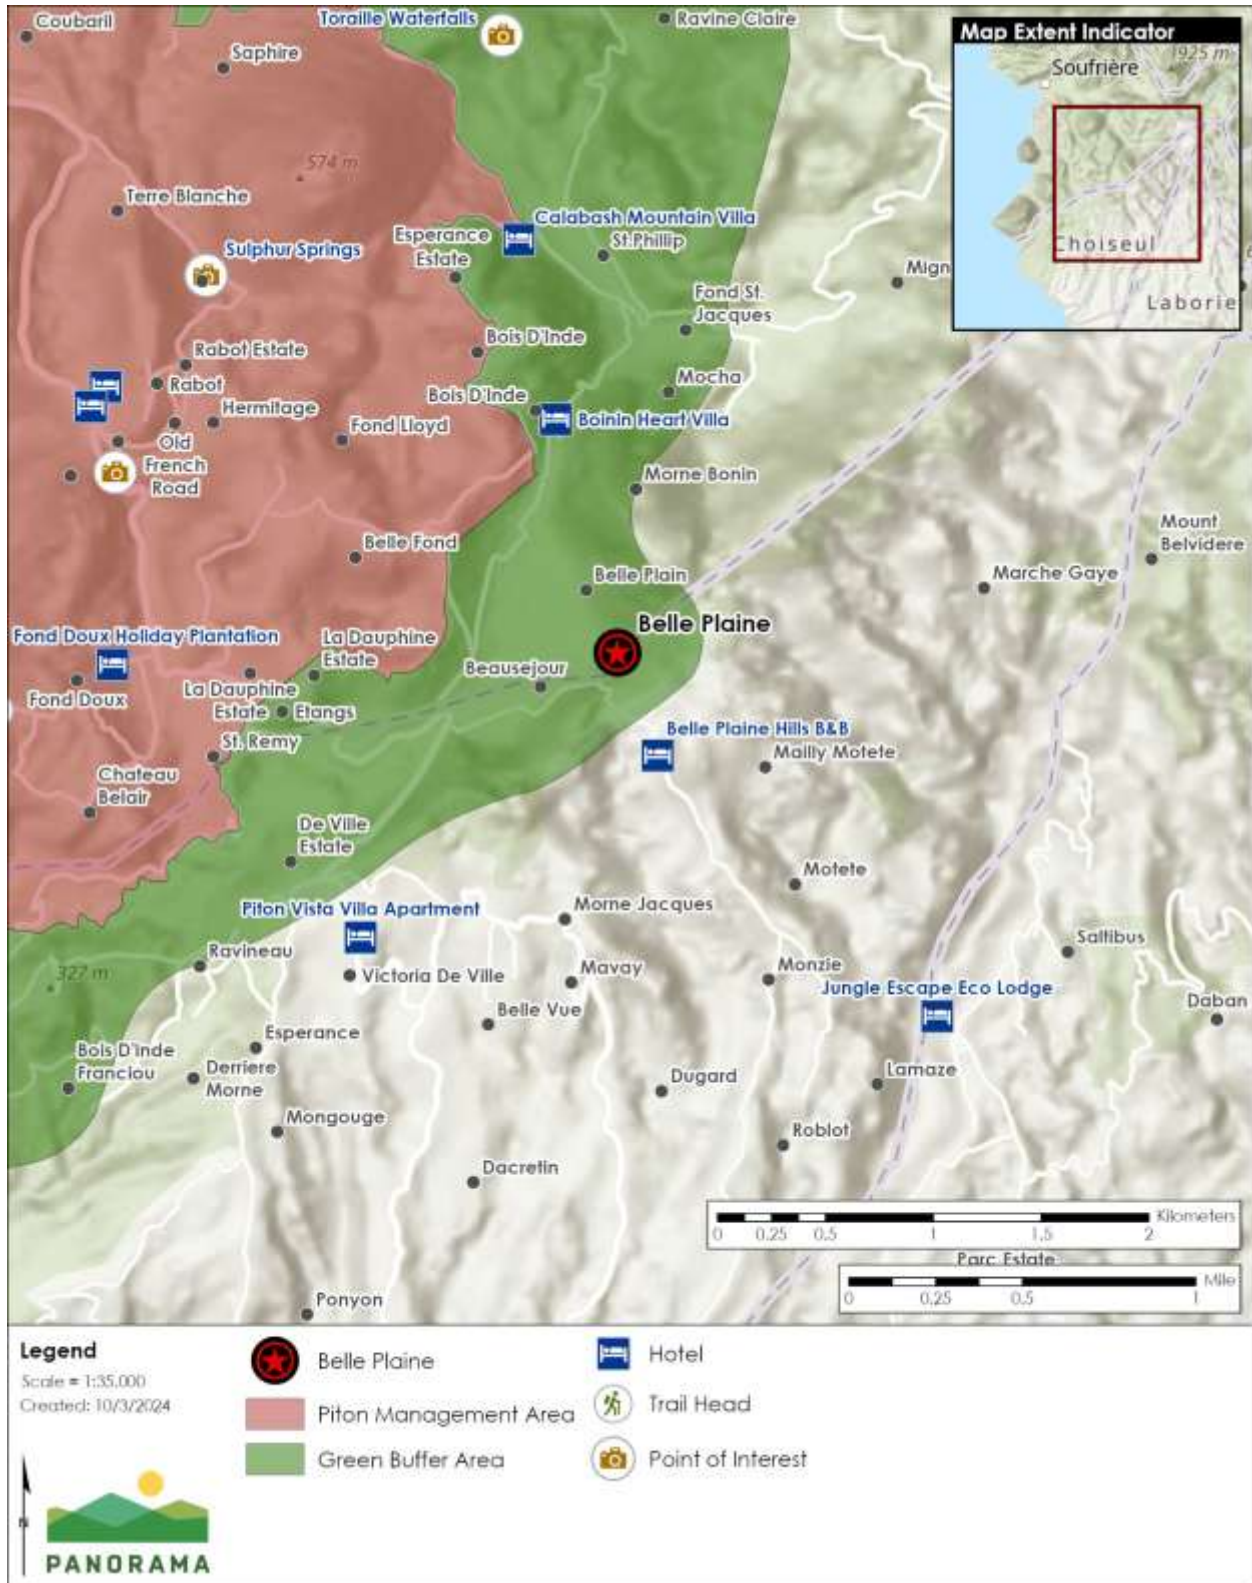 Coubaril
Toraille Waterfalls
Ravine Claire
Saphire
Map Extent Indicator
925 m
Soufrière
Choiseul
Laborie
574 m
Terre Blanche
Calabash Mountain Villa
Esperance
Estate
St.Phillip
Sulphur Springs
Mign
Fond St.
Jacques
Bois D'Inde
Rabot Estate
Rabot
Mocha
Bois D'Inde
Hermitage
Boinin Heart Villa
Fond Lloyd
Old
French
Road
Morne Bonin
Mount
Belvidere
Belle Fond
Belle Plain
Marche Gaye
Belle Plaine
Fond Doux Holiday Plantation
La Dauphine
Estate
Beausejour
Fond Doux
La Dauphine
Estate
Etangs
St. Remy
Belle Plaine Hills B&B
Mailly Motete
Chateau
Belair
De Ville
Estate
Motete
Piton Vista Villa Apartment
Morne Jacques
Ravineau
Saltibus
327 m
Victoria De Ville
Mavay
Monzie
Jungle Escape Eco Lodge
Daban
Belle Vue
Esperance
Bois D'inde
Franciou
Derriere
Morne
Dugard
Lamaze
Mongouge
Roblot
Dacretin
Kilometers
0 0.25 0.5 1 1.5 2
Parc Estate
Mile
0 0.25 0.5 1
Ponyon
Legend
Scale = 1:35,000
Created: 10/3/2024
N
PANORAMA
Belle Plaine
Piton Management Area
Green Buffer Area
Hotel
Trail Head
Point of Interest